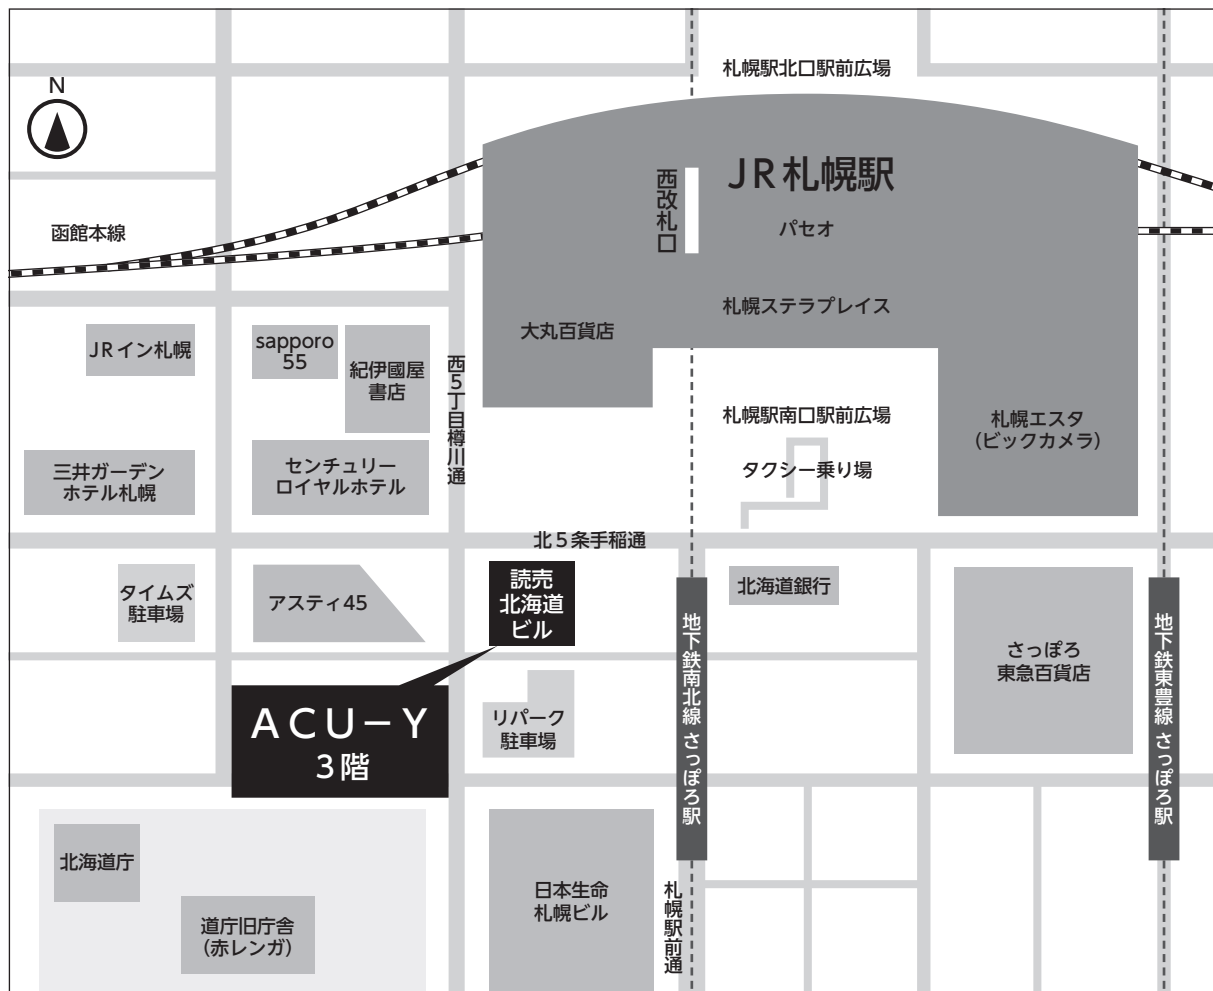 札幌駅北口駅前広場
N
JR札幌駅
西改札口
パセオ
函館本線
札幌ステラプレイス
大丸百貨店
JRイン札幌
sapporo
55
紀伊國屋
書店
西5丁目樽川通
札幌駅南口駅前広場
札幌エスタ
(ビックカメラ)
タクシー乗り場
三井ガーデン
ホテル札幌
センチュリー
ロイヤルホテル
北5条手稲通
読売
北海道
ビル
北海道銀行
タイムズ
駐車場
アスティ45
地下鉄南北線 さっぽろ駅
さっぽろ
東急百貨店
地下鉄東豊線 さっぽろ駅
ACU−Y
3階
リパーク
駐車場
北海道庁
道庁旧庁舎
(赤レンガ)
日本生命
札幌ビル
札幌駅前通